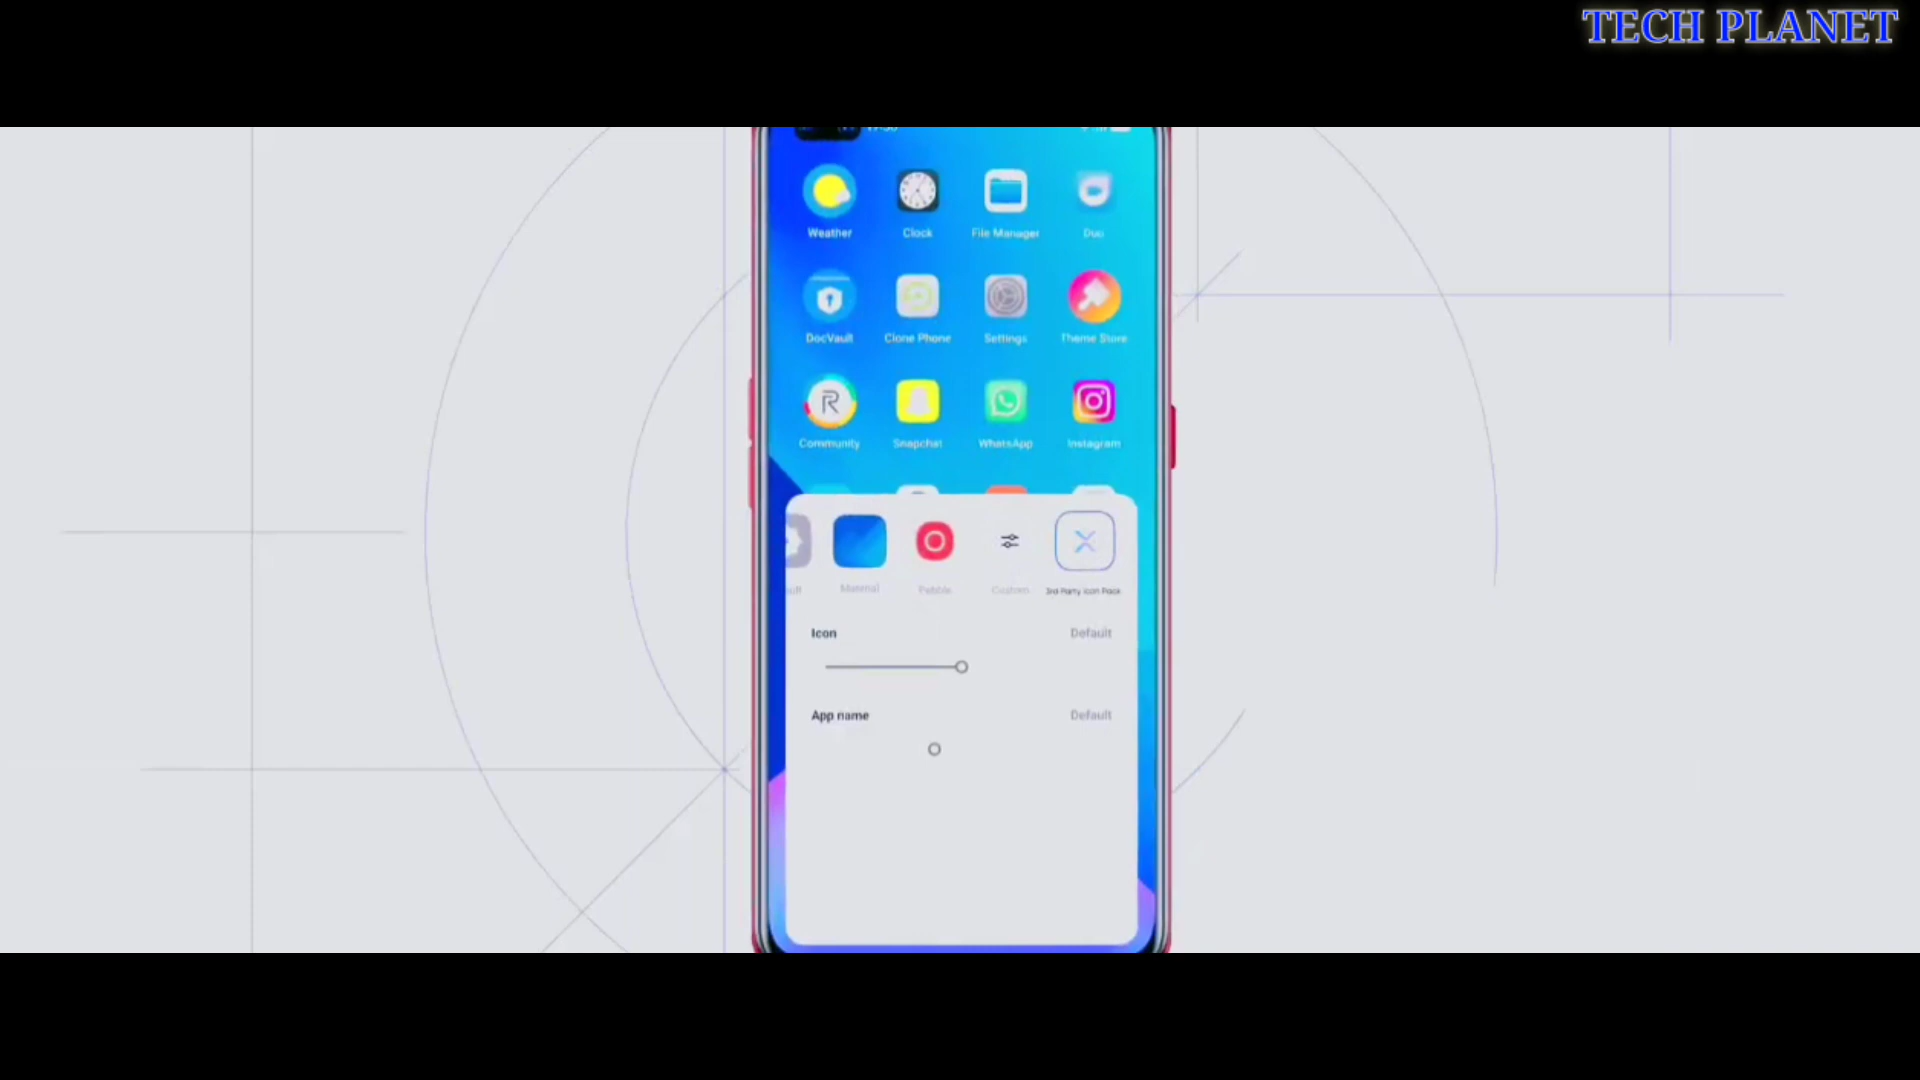 TECH PLANET
Weather Clock File Manager Duo
DocVault Clone Phone Settings Theme Store
R
Community Snapchat WhatsApp Instagram
Material Pebble Custom 3rd Party Icon Pack
Icon Default
App name Default